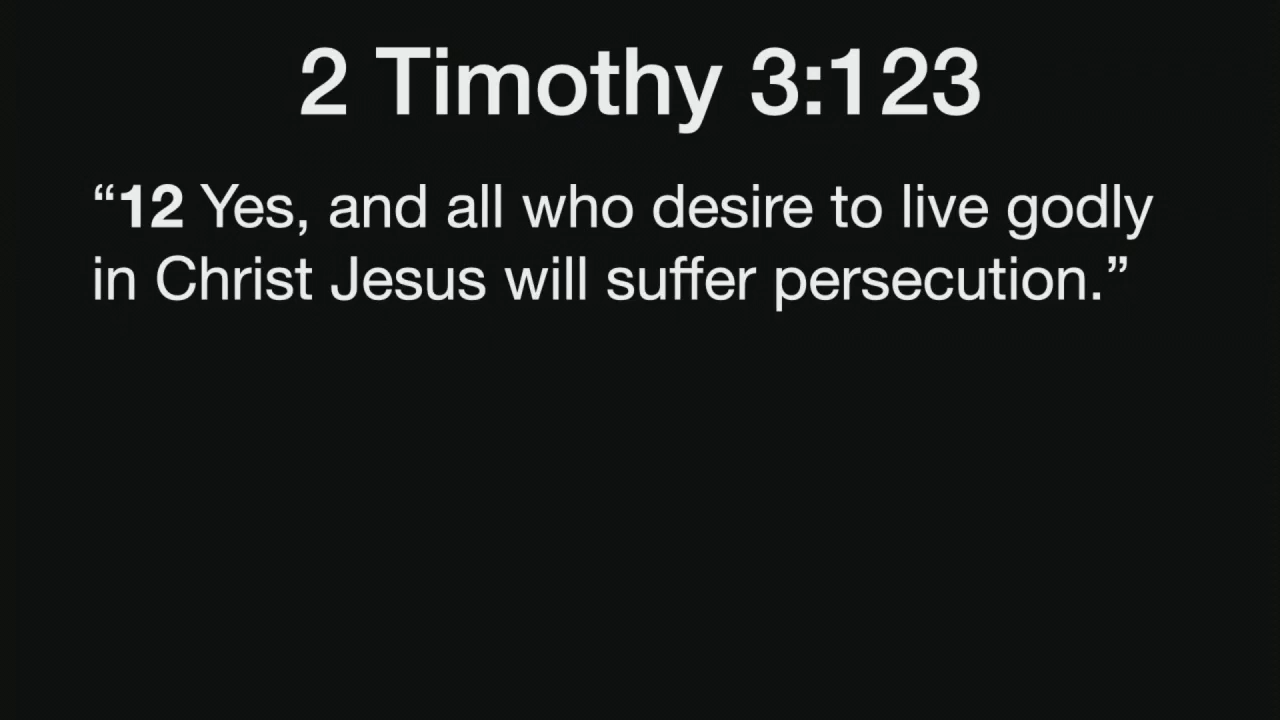 2 Timothy 3:123
“12 Yes, and all who desire to live godly
in Christ Jesus will suffer persecution.”